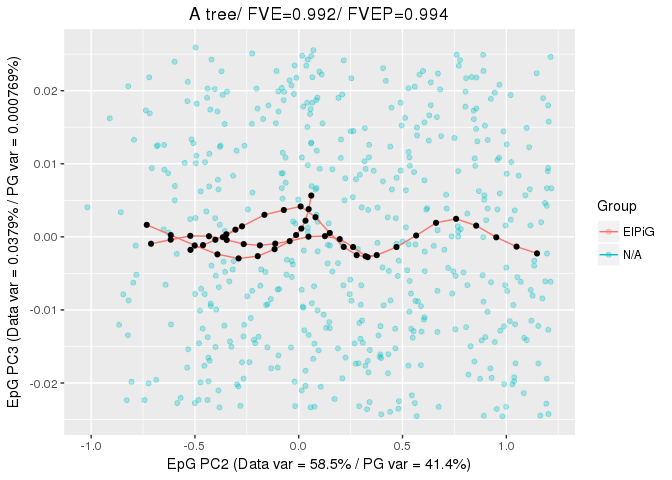 A tree/ FVE=0.992/ FVEP=0.994
EpG PC3 (Data var = 0.0379% / PG var = 0.000769%)
0.02
0.01
0.00
-0.01
-0.02
-1.0 -0.5 0.0 0.5 1.0
EpG PC2 (Data var = 58.5% / PG var = 41.4%)
Group
ElPiG
N/A